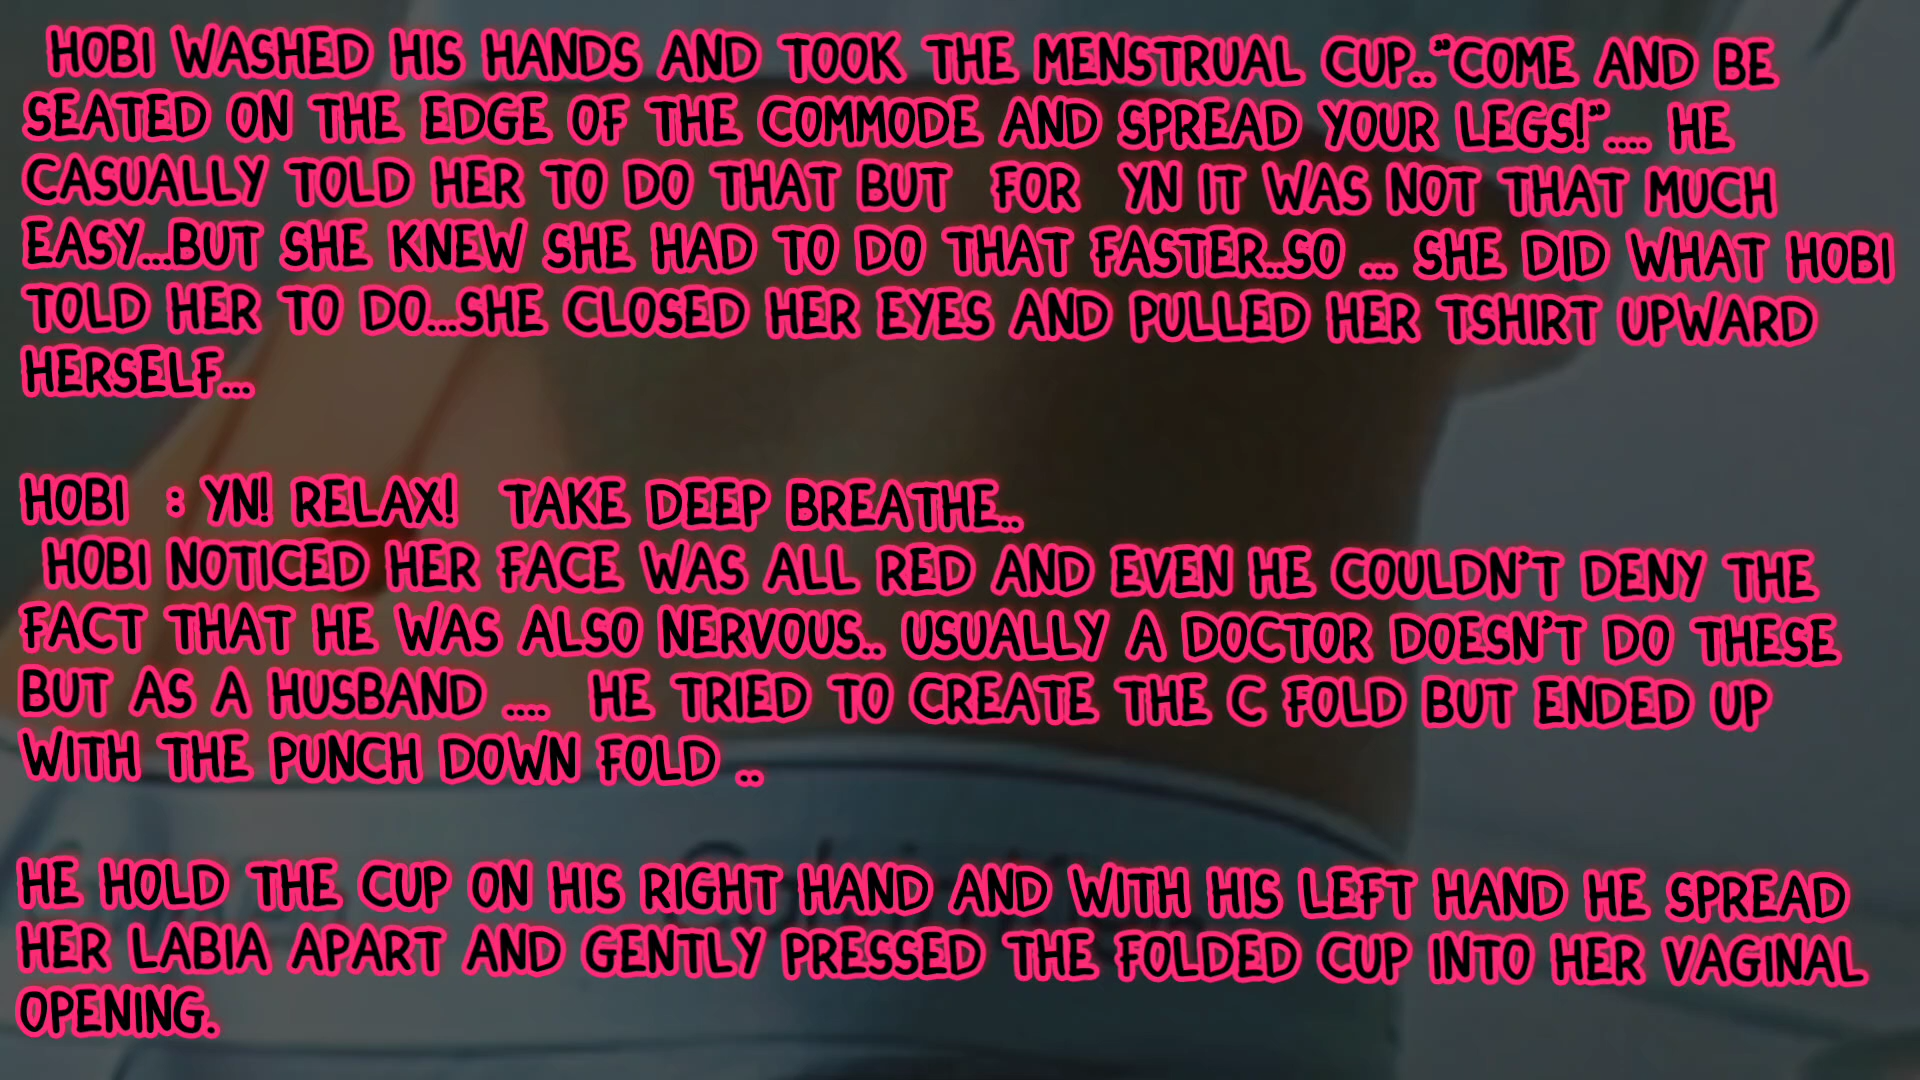 HOBI WASHED HIS HANDS AND TOOK THE MENSTRUAL CUP.."COME AND BE
SEATED ON THE EDGE OF THE COMMODE AND SPREAD YOUR LEGS!".... HE
CASUALLY TOLD HER TO DO THAT BUT FOR YN IT WAS NOT THAT MUCH
EASY...BUT SHE KNEW SHE HAD TO DO THAT FASTER..SO ... SHE DID WHAT HOBI
TOLD HER TO DO...SHE CLOSED HER EYES AND PULLED HER TSHIRT UPWARD
HERSELF...
HOBI : YN! RELAX! TAKE DEEP BREATHE..
HOBI NOTICED HER FACE WAS ALL RED AND EVEN HE COULDN'T DENY THE
FACT THAT HE WAS ALSO NERVOUS.. USUALLY A DOCTOR DOESN'T DO THESE
BUT AS A HUSBAND .... HE TRIED TO CREATE THE C FOLD BUT ENDED UP
WITH THE PUNCH DOWN FOLD ..
HE HOLD THE CUP ON HIS RIGHT HAND AND WITH HIS LEFT HAND HE SPREAD
HER LABIA APART AND GENTLY PRESSED THE FOLDED CUP INTO HER VAGINAL
OPENING.